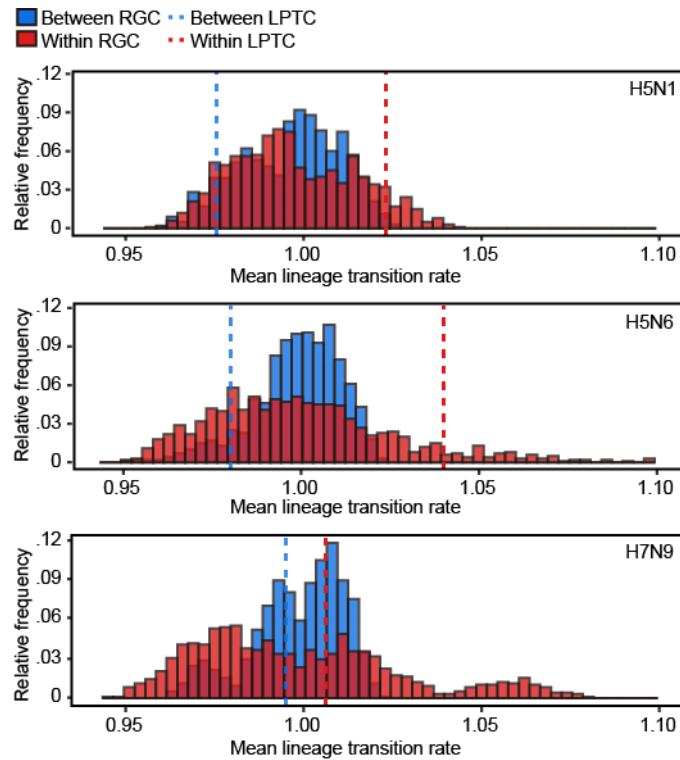 Between RGC Between LPTC
Within RGC Within LPTC
.12
H5N1
.09
.06
.03
0
Relative frequency
0.95 1.00 1.05 1.10
Mean lineage transition rate
.12
H5N6
.09
.06
.03
0
Relative frequency
0.95 1.00 1.05 1.10
Mean lineage transition rate
.12
H7N9
.09
.06
.03
0
Relative frequency
0.95 1.00 1.05 1.10
Mean lineage transition rate